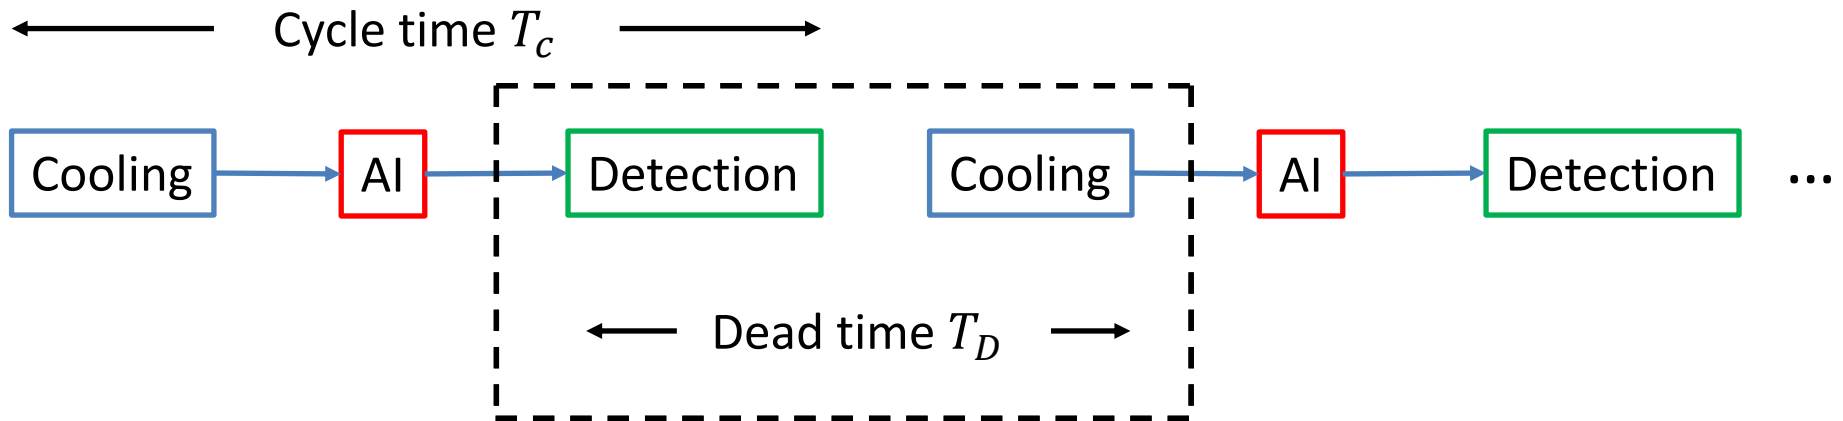 Cycle time T_c
Cooling AI Detection Cooling AI Detection ...
Dead time T_D